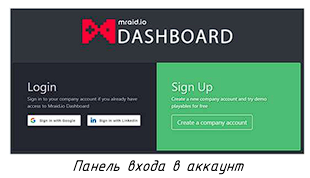 mraid.io
DASHBOARD
Login
Sign in to your company account if you already have
access to Mraid.io Dashboard
Sign in with Google
Sign in with LinkedIn
Sign Up
Create a new company account and try demo
playables for free
Create a company account
Панель входа в аккаунт